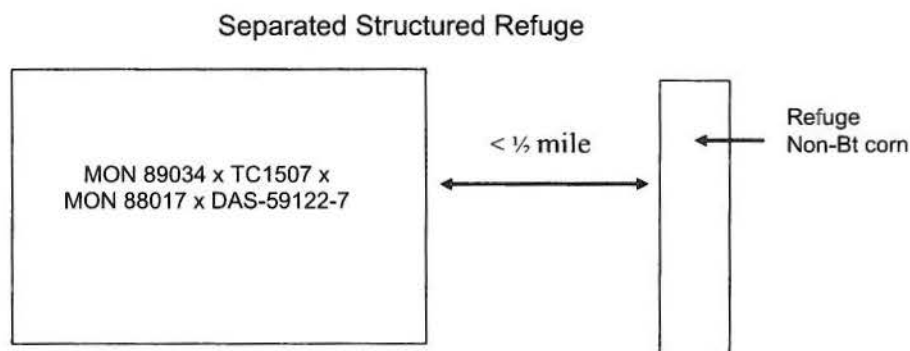 Separated Structured Refuge
MON 89034 x TC1507 x
MON 88017 x DAS-59122-7
< ½ mile
Refuge
Non-Bt corn